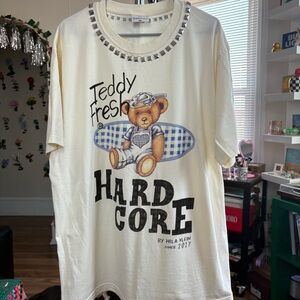 Teddy
Fresh
HARD
CORE
BY HILA KLEIN
SINCE 2017